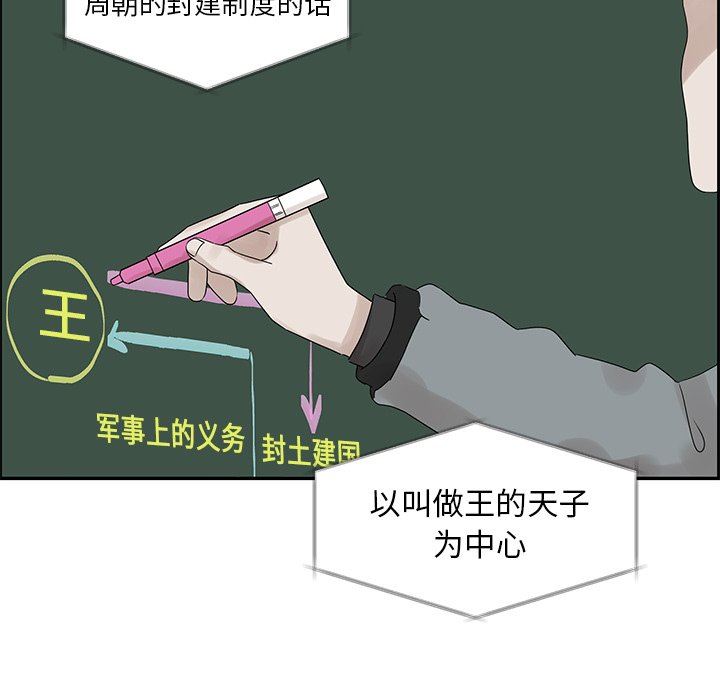 周朝的封建制度的话
王
军事上的义务
封土建国
以叫做王的天子
为中心